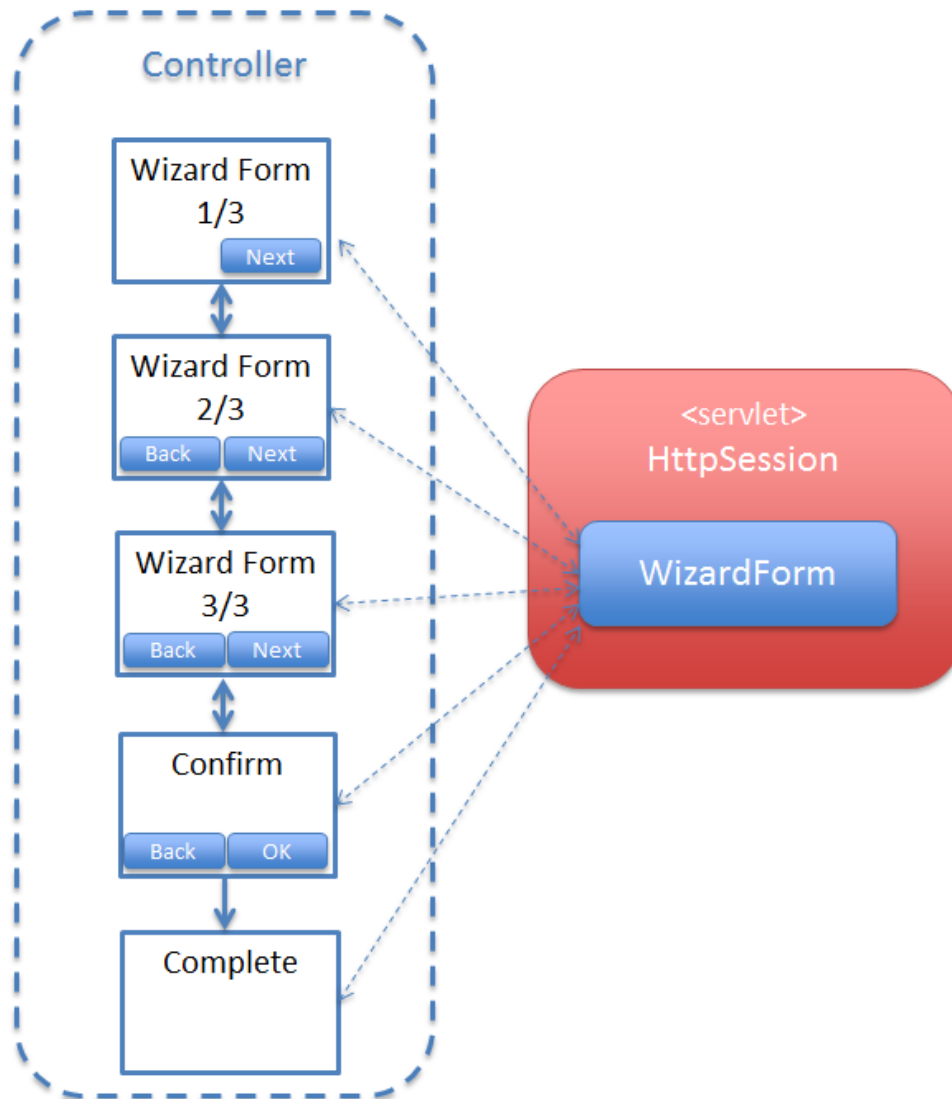 Controller
Wizard Form
1/3
Next
Wizard Form
2/3
Back Next
Wizard Form
3/3
Back Next
Confirm
Back OK
Complete
<servlet>
HttpSession
WizardForm